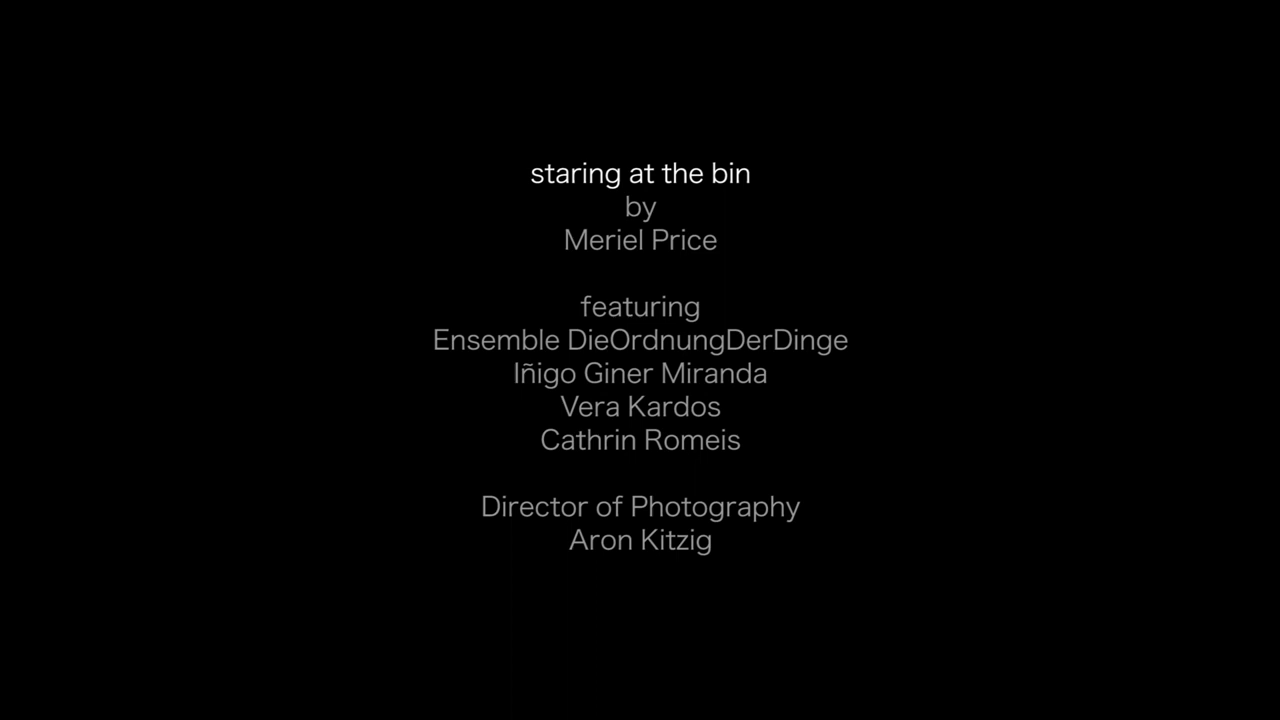 staring at the bin
by
Meriel Price
featuring
Ensemble DieOrdnungDerDinge
Iñigo Giner Miranda
Vera Kardos
Cathrin Romeis
Director of Photography
Aron Kitzig